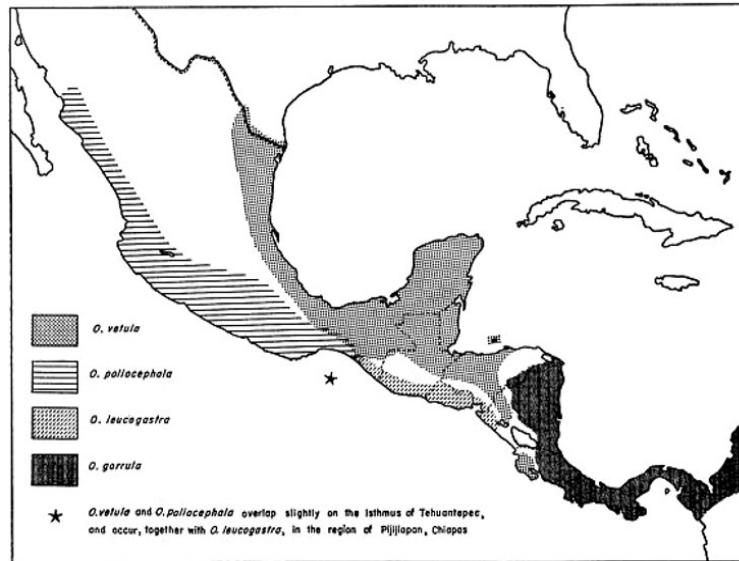 O. vetula
O. poliocephala
O. leucogastra
O. garrula
O. vetula and O. poliocephala overlap slightly on the Isthmus of Tehuantepec,
and occur, together with O. leucogastra, in the region of Pijijiapan, Chiapas